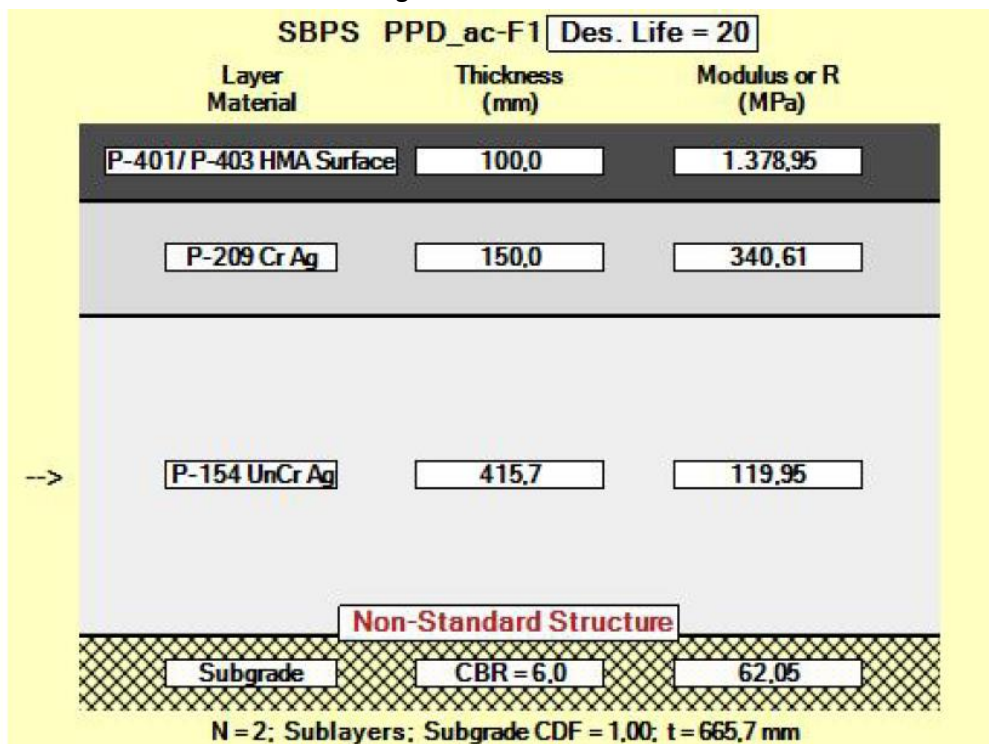 SBPS PPD_ac-F1 Des. Life = 20
Layer Material Thickness (mm) Modulus or R (MPa)
P-401/ P-403 HMA Surface 100,0 1.378,95
P-209 Cr Ag 150,0 340,61
--> P-154 UnCr Ag 415,7 119,95
Non-Standard Structure
Subgrade CBR = 6,0 62,05
N = 2; Sublayers; Subgrade CDF = 1,00; t = 665,7 mm